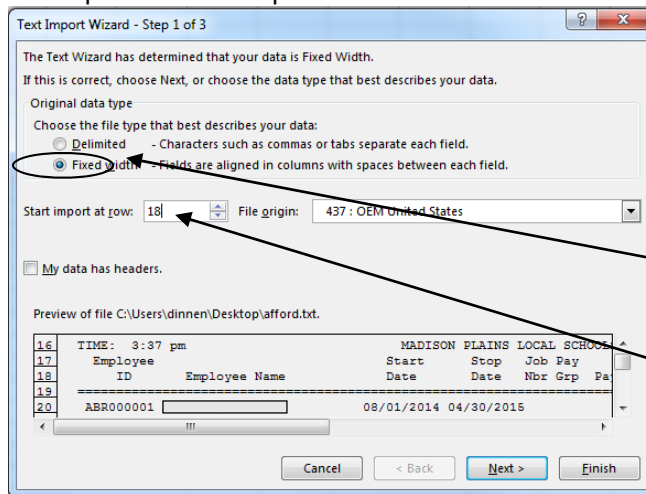 Text Import Wizard - Step 1 of 3
The Text Wizard has determined that your data is Fixed Width.
If this is correct, choose Next, or choose the data type that best describes your data.
Original data type
Choose the file type that best describes your data:
Delimited - Characters such as commas or tabs separate each field.
Fixed width - Fields are aligned in columns with spaces between each field.
Start import at row: 18 File origin: 437 : OEM United States
My data has headers.
Preview of file C:\Users\dinnen\Desktop\afford.txt.
16 TIME: 3:37 pm MADISON PLAINS LOCAL SCHOOL
17 Employee Start Stop Job Pay
18 ID Employee Name Date Date Nbr Grp Pa
19 ================================================
20 ABR000001 08/01/2014 04/30/2015
Cancel < Back Next > Finish